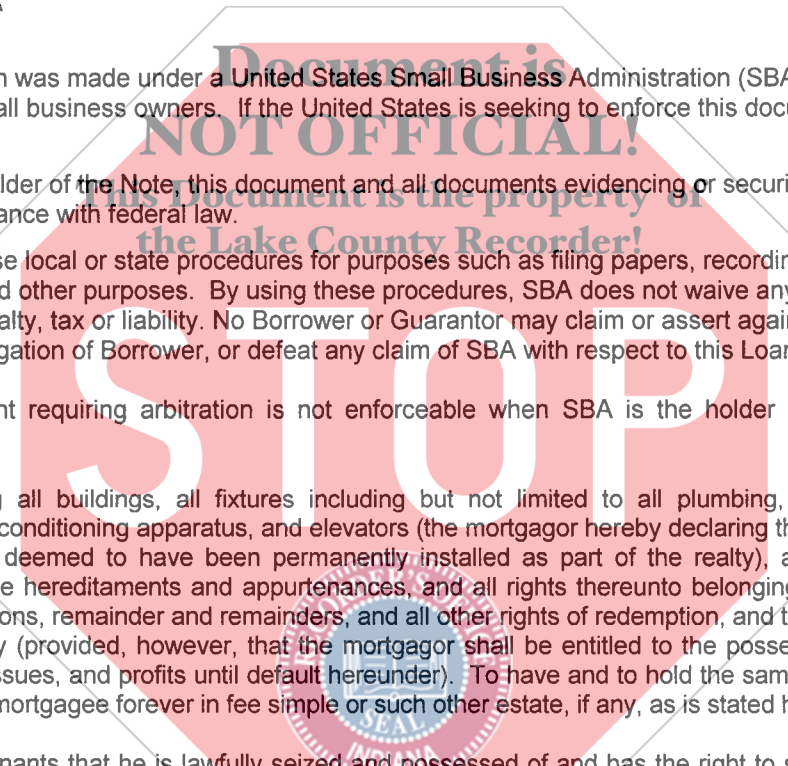 Document is
n was made under a United States Small Business Administration (SBA
all business owners. If the United States is seeking to enforce this docu
NOT OFFICIAL!
lder of the Note, this document and all documents evidencing or securi
This Document is the property of
ance with federal law.
the Lake County Recorder!
se local or state procedures for purposes such as filing papers, recordin
d other purposes. By using these procedures, SBA does not waive any
alty, tax or liability. No Borrower or Guarantor may claim or assert again
gation of Borrower, or defeat any claim of SBA with respect to this Loan
STOP
nt requiring arbitration is not enforceable when SBA is the holder
g all buildings, all fixtures including but not limited to all plumbing,
conditioning apparatus, and elevators (the mortgagor hereby declaring th
deemed to have been permanently installed as part of the realty), a
e hereditaments and appurtenances, and all rights thereunto belonging
ons, remainder and remainders, and all other rights of redemption, and t
y (provided, however, that the mortgagor shall be entitled to the posse
ssues, and profits until default hereunder). To have and to hold the sam
mortgagee forever in fee simple or such other estate, if any, as is stated h
SEAL
INDIANA
nants that he is lawfully seized and possessed of and has the right to s